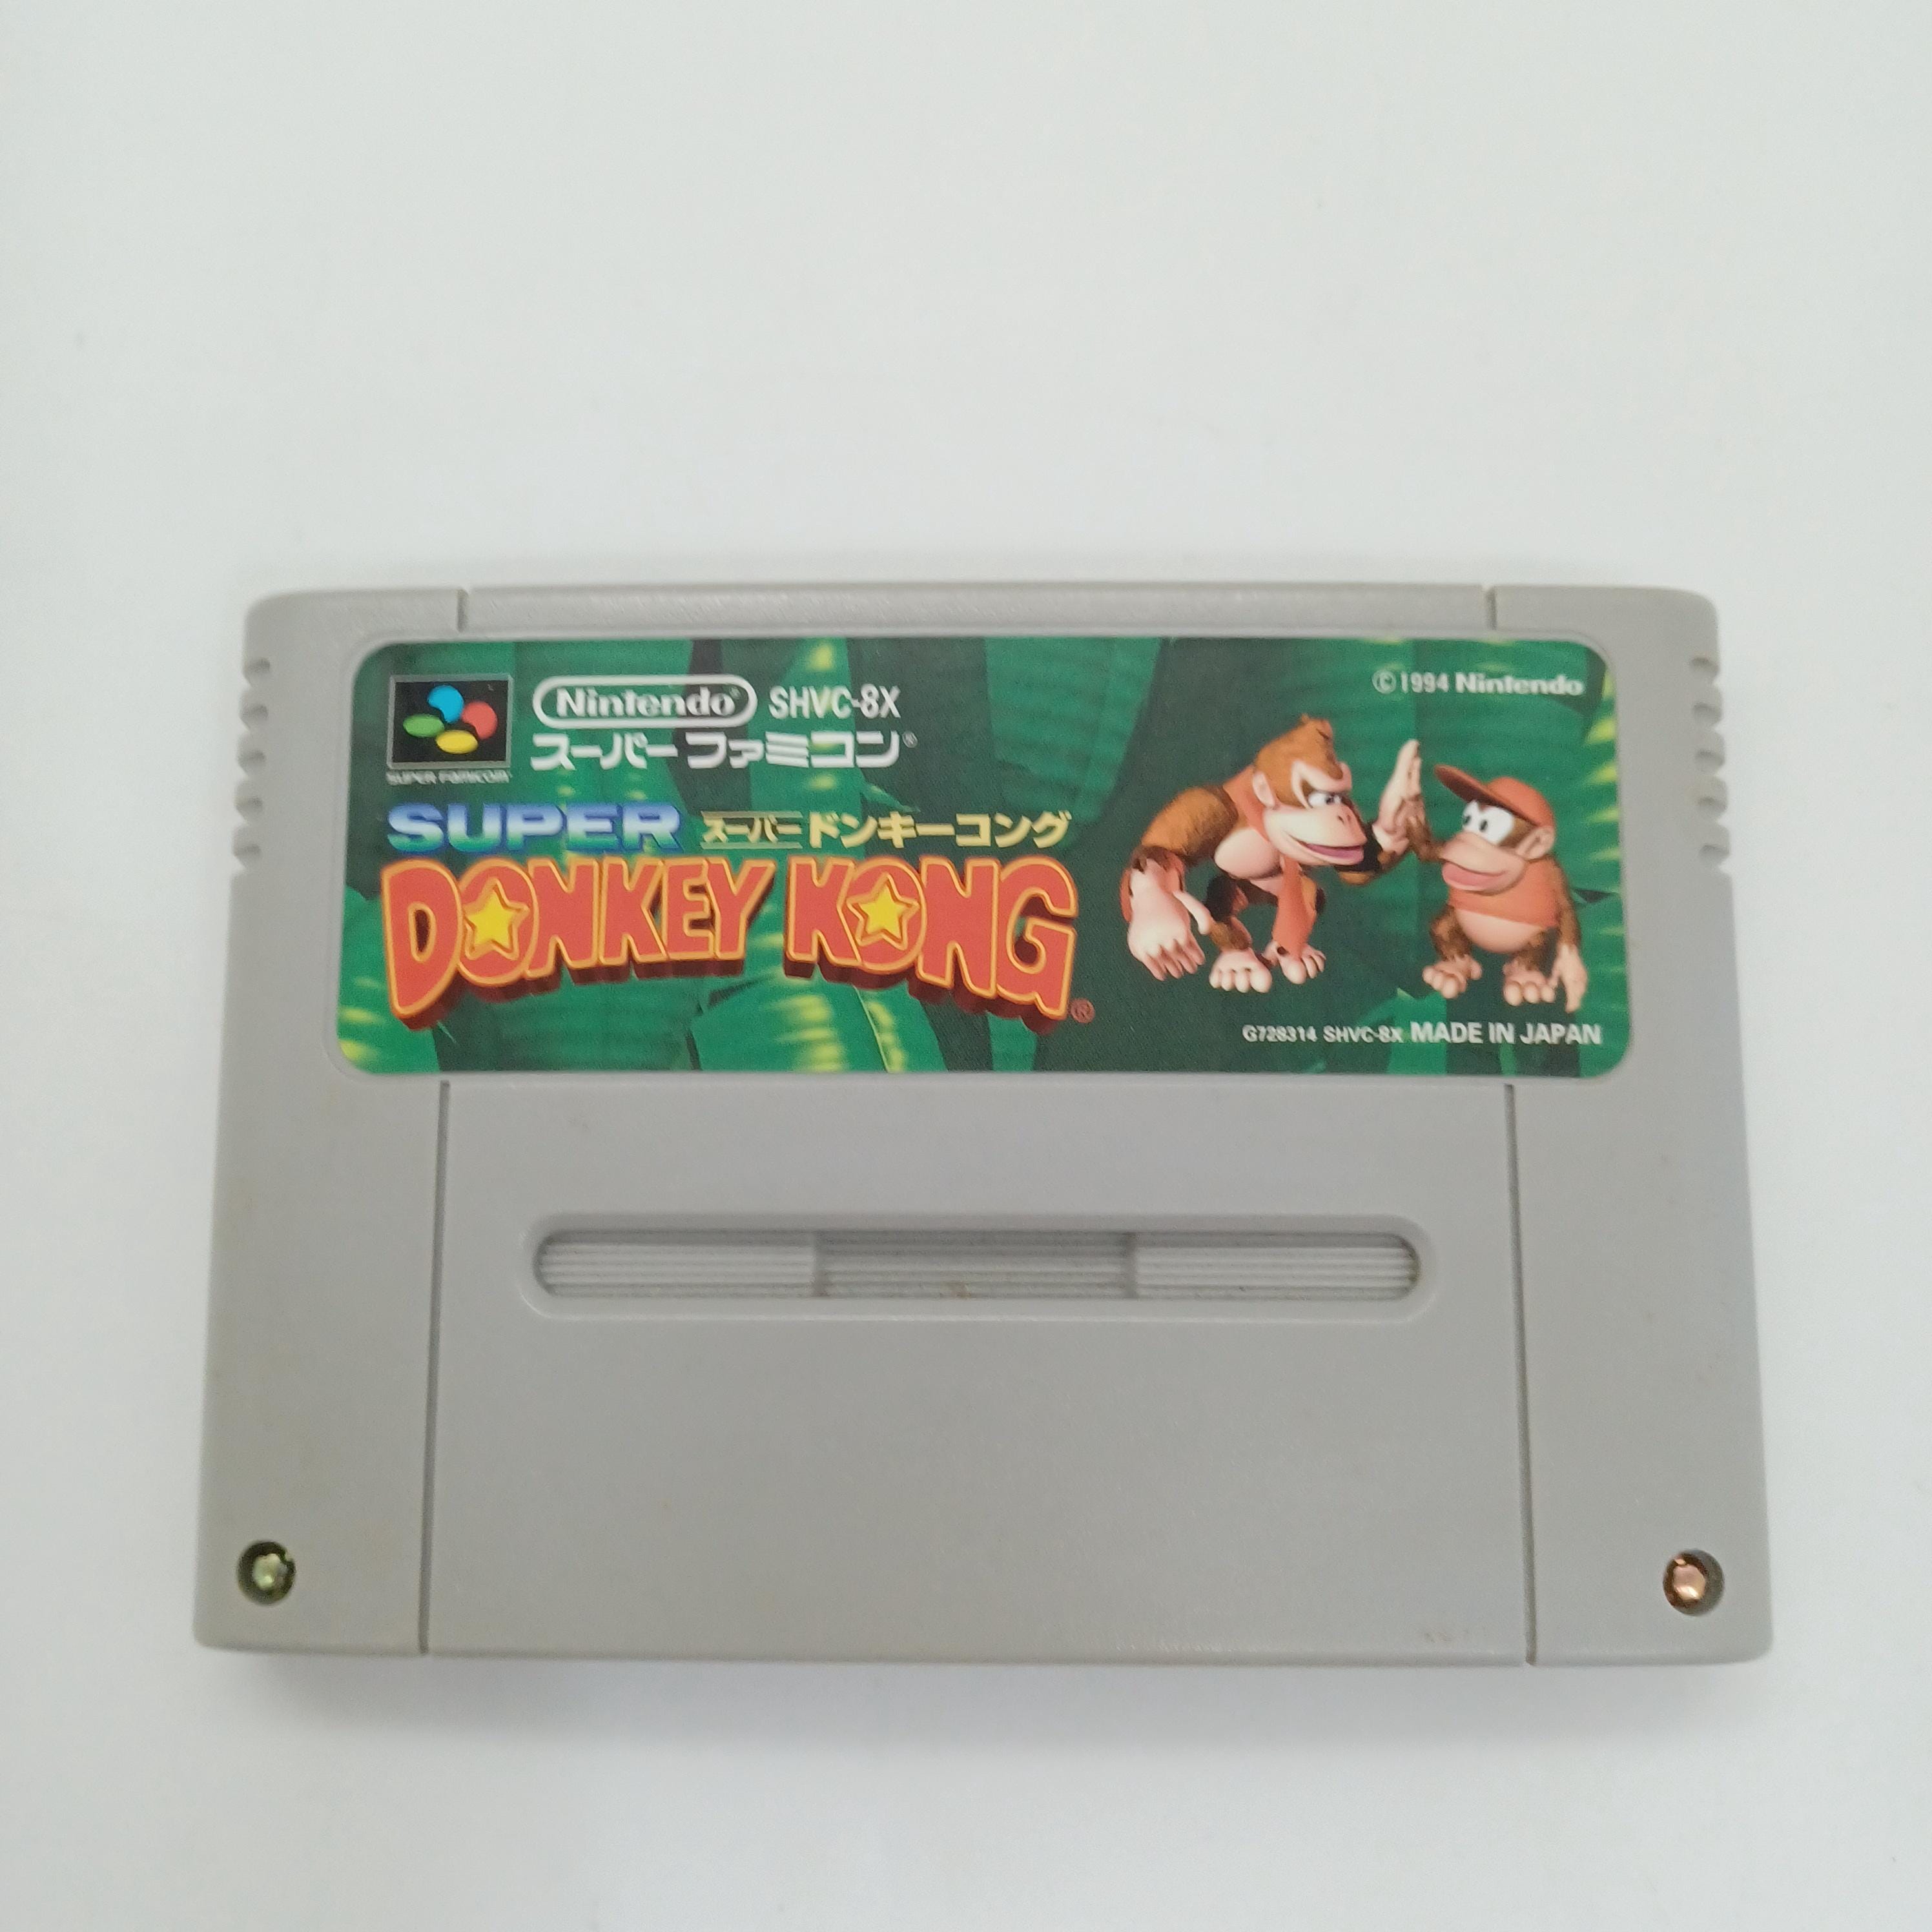 Nintendo® SHVC-8X
スーパーファミコン®
SUPER FAMICOM
©1994 Nintendo
SUPER スーパードンキーコング
DONKEY KONG®
G728314 SHVC-8X MADE IN JAPAN